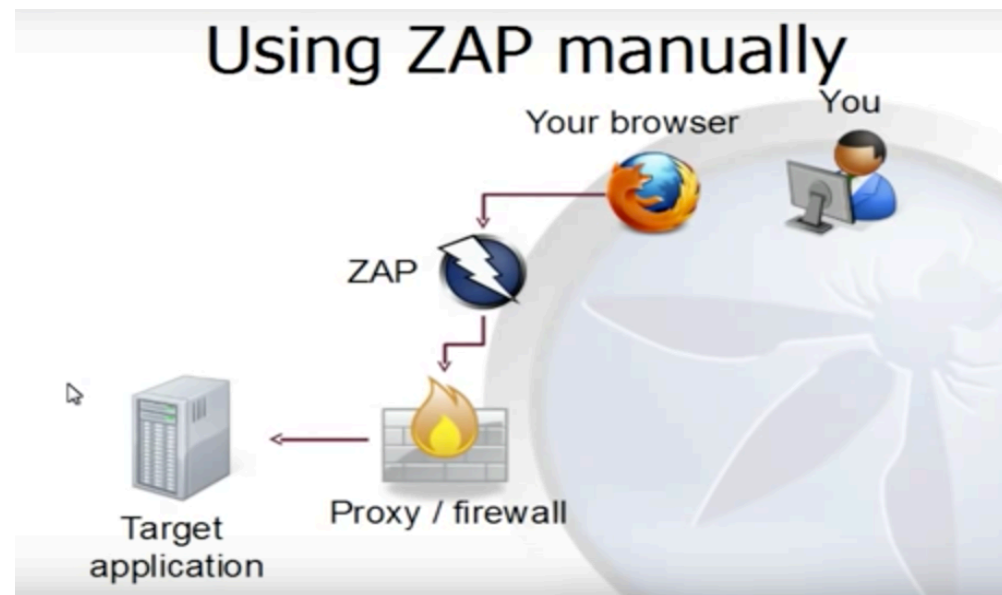 Using ZAP manually
You
Your browser
ZAP
Proxy / firewall
Target
application